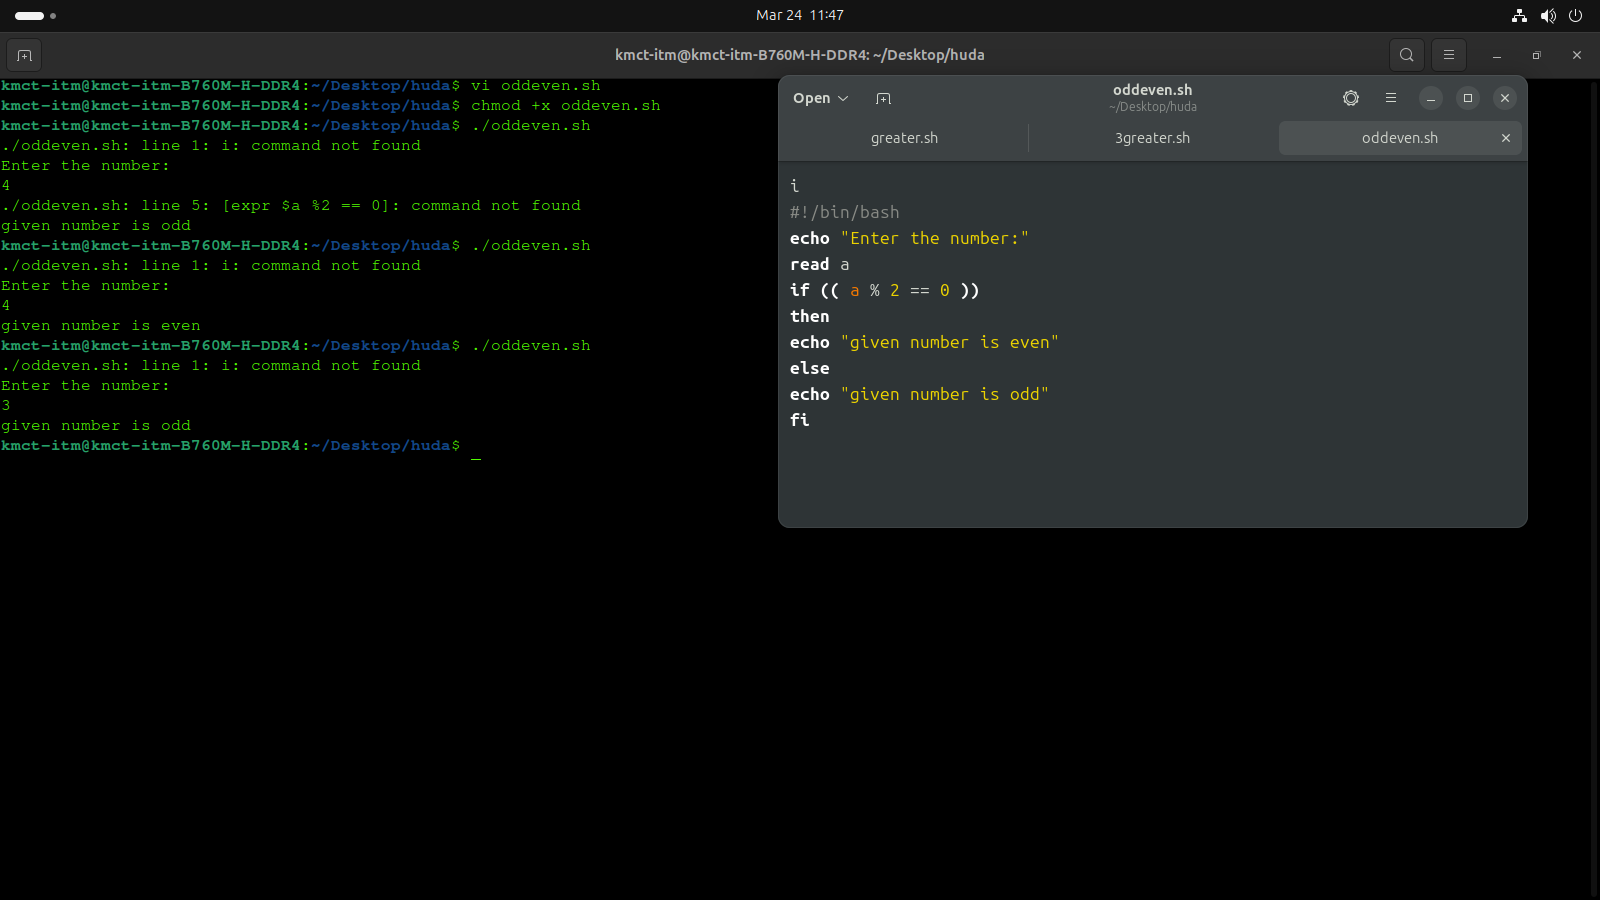 Mar 24 11:47
kmct-itm@kmct-itm-B760M-H-DDR4: ~/Desktop/huda
kmct-itm@kmct-itm-B760M-H-DDR4:~/Desktop/huda$ vi oddeven.sh
kmct-itm@kmct-itm-B760M-H-DDR4:~/Desktop/huda$ chmod +x oddeven.sh
kmct-itm@kmct-itm-B760M-H-DDR4:~/Desktop/huda$ ./oddeven.sh
./oddeven.sh: line 1: i: command not found
Enter the number:
4
./oddeven.sh: line 5: [expr $a %2 == 0]: command not found
given number is odd
kmct-itm@kmct-itm-B760M-H-DDR4:~/Desktop/huda$ ./oddeven.sh
./oddeven.sh: line 1: i: command not found
Enter the number:
4
given number is even
kmct-itm@kmct-itm-B760M-H-DDR4:~/Desktop/huda$ ./oddeven.sh
./oddeven.sh: line 1: i: command not found
Enter the number:
3
given number is odd
kmct-itm@kmct-itm-B760M-H-DDR4:~/Desktop/huda$ _
Open
oddeven.sh
~/Desktop/huda
greater.sh 3greater.sh oddeven.sh
i
#!/bin/bash
echo "Enter the number:"
read a
if (( a % 2 == 0 ))
then
echo "given number is even"
else
echo "given number is odd"
fi